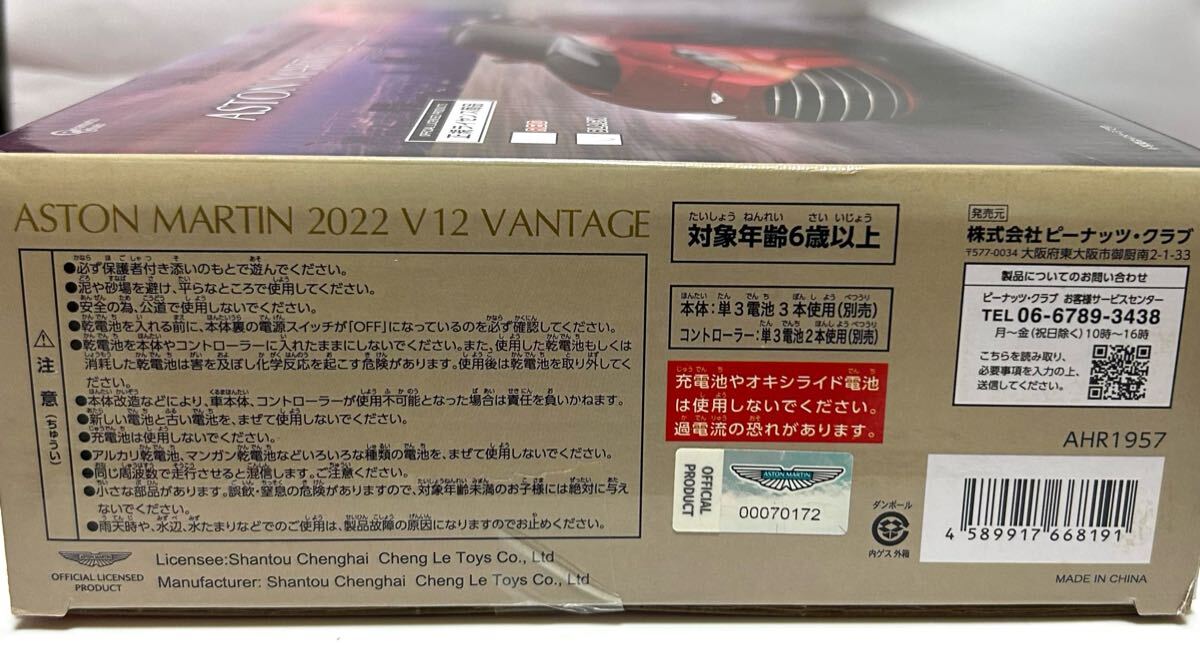 ASTON MARTIN
正規ライセンス商品
RED
ASTON MARTIN 2022 V12 VANTAGE
⚠注意(ちゅうい)
●必ず保護者付き添いのもとで遊んでください。
●泥や砂場を避け、平らなところで使用してください。
●安全の為、公道で使用しないでください。
●乾電池を入れる前に、本体裏の電源スイッチが「OFF」になっているのを必ず確認してください。
●乾電池を本体やコントローラーに入れたままにしないでください。また、使用した乾電池もしくは
消耗した乾電池は害を及ぼし化学反応を起こす危険があります。使用後は乾電池を取り外してく
ださい。
●本体改造などにより、車本体、コントローラーが使用不可能となった場合は責任を負いかねます。
●新しい電池と古い電池を、まぜて使用しないでください。
●充電池は使用しないでください。
●アルカリ乾電池、マンガン乾電池などいろいろな種類の電池を、まぜて使用しないでください。
●同じ周波数で走行させると混信します。ご注意ください。
●小さな部品があります。誤飲・窒息の危険がありますので、対象年齢未満のお子様には絶対に与え
ないでください。
●雨天時や、水辺、水たまりなどでのご使用は、製品故障の原因になりますのでお止めください。
ASTON MARTIN
OFFICIAL LICENSED
PRODUCT
Licensee:Shantou Chenghai Cheng Le Toys Co., Ltd
Manufacturer: Shantou Chenghai Cheng Le Toys Co., Ltd
たいしょう ねんれい さい いじょう
対象年齢6歳以上
本体:単3電池 3本使用(別売)
コントローラー:単3電池2本使用(別売)
充電池やオキシライド電池
は使用しないでください。
過電流の恐れがあります。
OFFICIAL
PRODUCT
ASTON MARTIN
00070172
発売元
株式会社ピーナッツ・クラブ
〒577-0034 大阪府東大阪市御厨南2-1-33
製品についてのお問い合わせ
ピーナッツ・クラブ お客様サービスセンター
TEL 06-6789-3438
月～金(祝日除く)10時～16時
こちらを読み取り、
必要事項を入力の上、
送信してください。
AHR1957
ダンボール
内ゲス 外箱
4 589917 668191
MADE IN CHINA